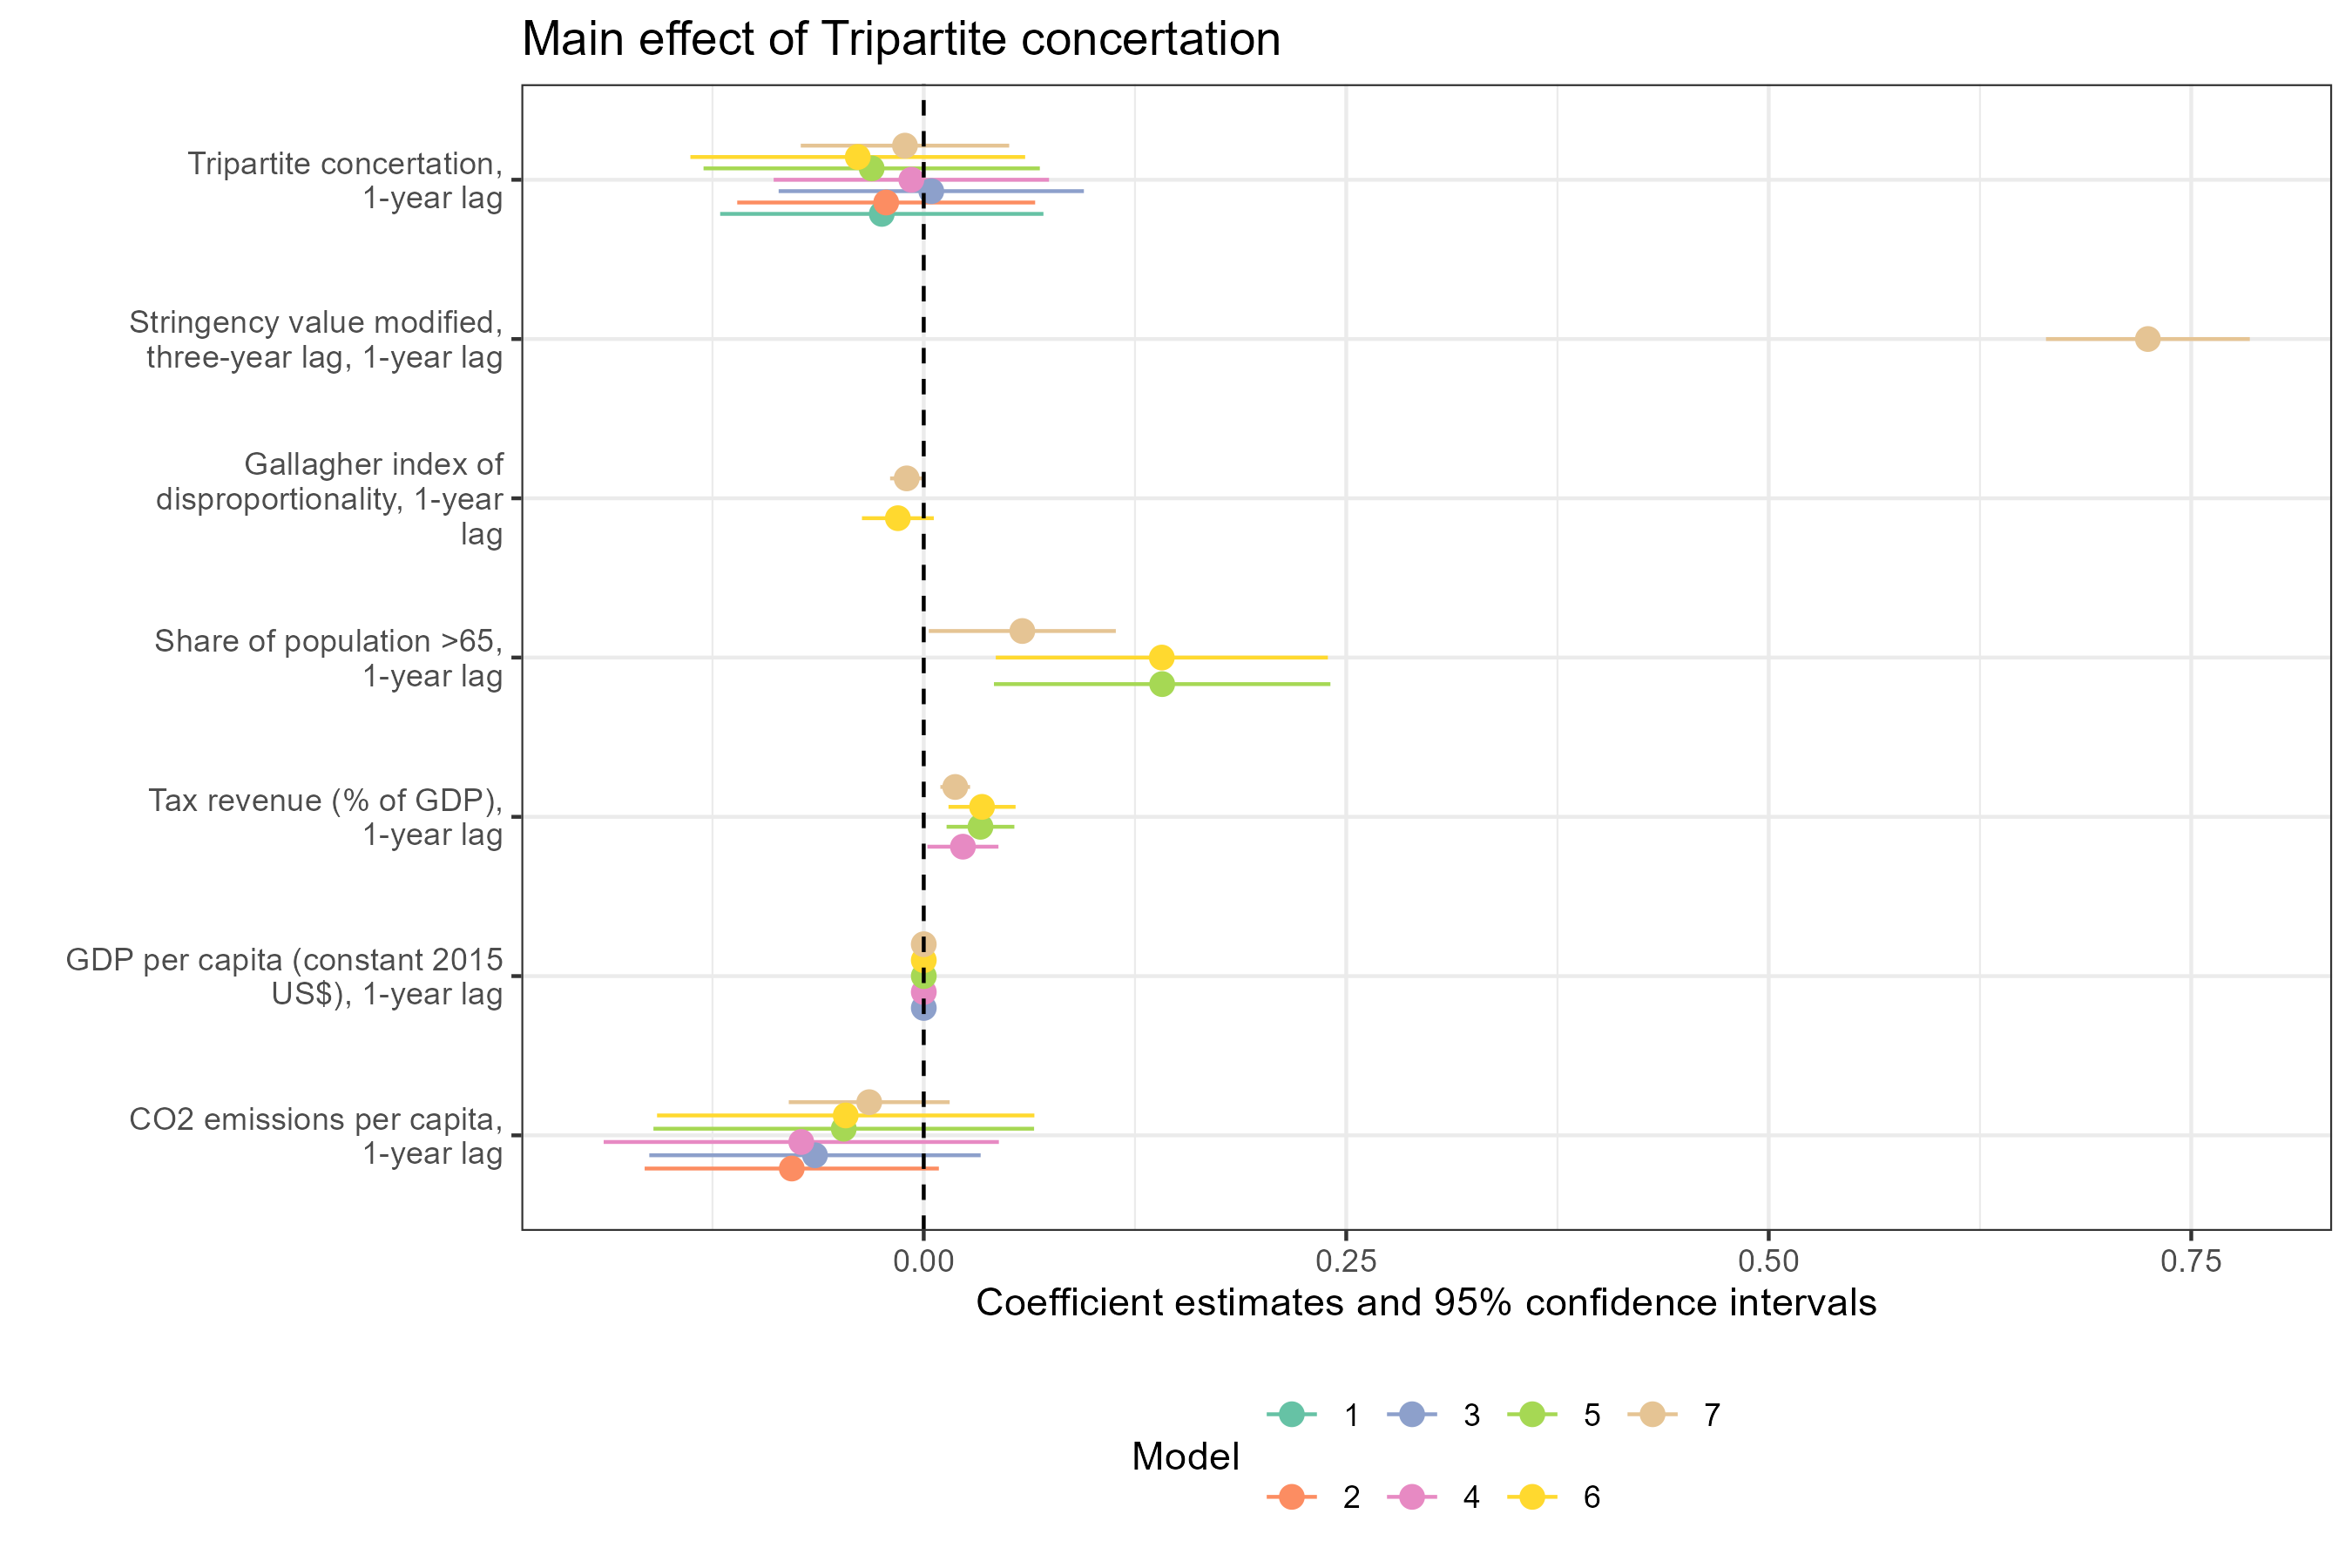 Main effect of Tripartite concertation
Tripartite concertation,
1-year lag
Stringency value modified,
three-year lag, 1-year lag
Gallagher index of
disproportionality, 1-year
lag
Share of population >65,
1-year lag
Tax revenue (% of GDP),
1-year lag
GDP per capita (constant 2015
US$), 1-year lag
CO2 emissions per capita,
1-year lag
0.00 0.25 0.50 0.75
Coefficient estimates and 95% confidence intervals
Model
1 3 5 7
2 4 6